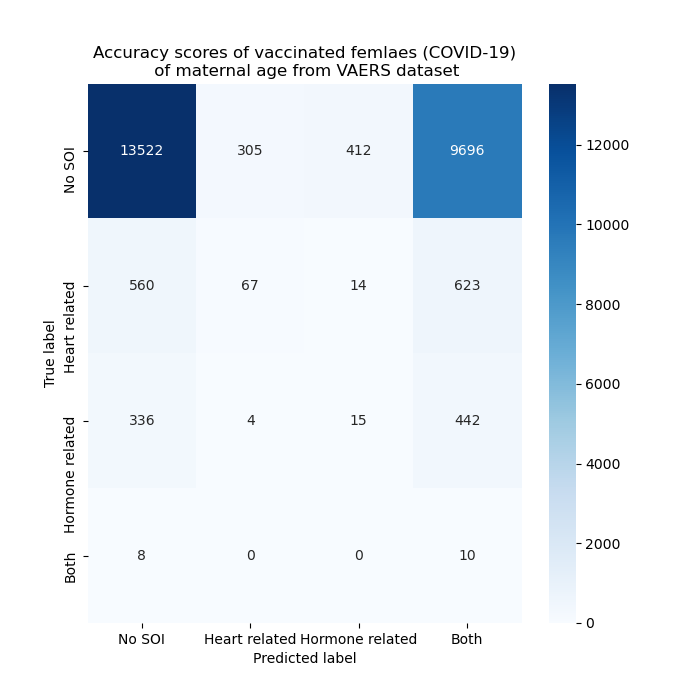 Accuracy scores of vaccinated femlaes (COVID-19)
of maternal age from VAERS dataset
True label
No SOI
13522 305 412 9696
Heart related
560 67 14 623
Hormone related
336 4 15 442
Both
8 0 0 10
No SOI Heart related Hormone related Both
Predicted label
12000
10000
8000
6000
4000
2000
0